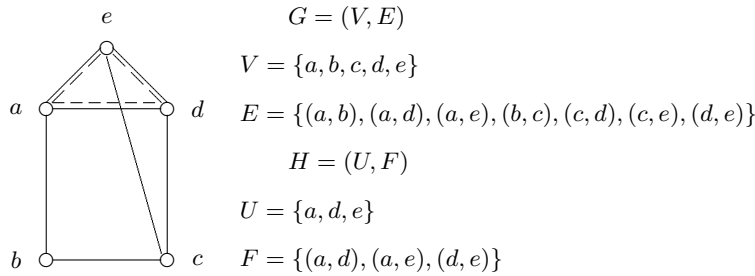 e
G = (V, E)
V = {a, b, c, d, e}
a
d
E = {(a, b), (a, d), (a, e), (b, c), (c, d), (c, e), (d, e)}
H = (U, F)
U = {a, d, e}
b
c
F = {(a, d), (a, e), (d, e)}